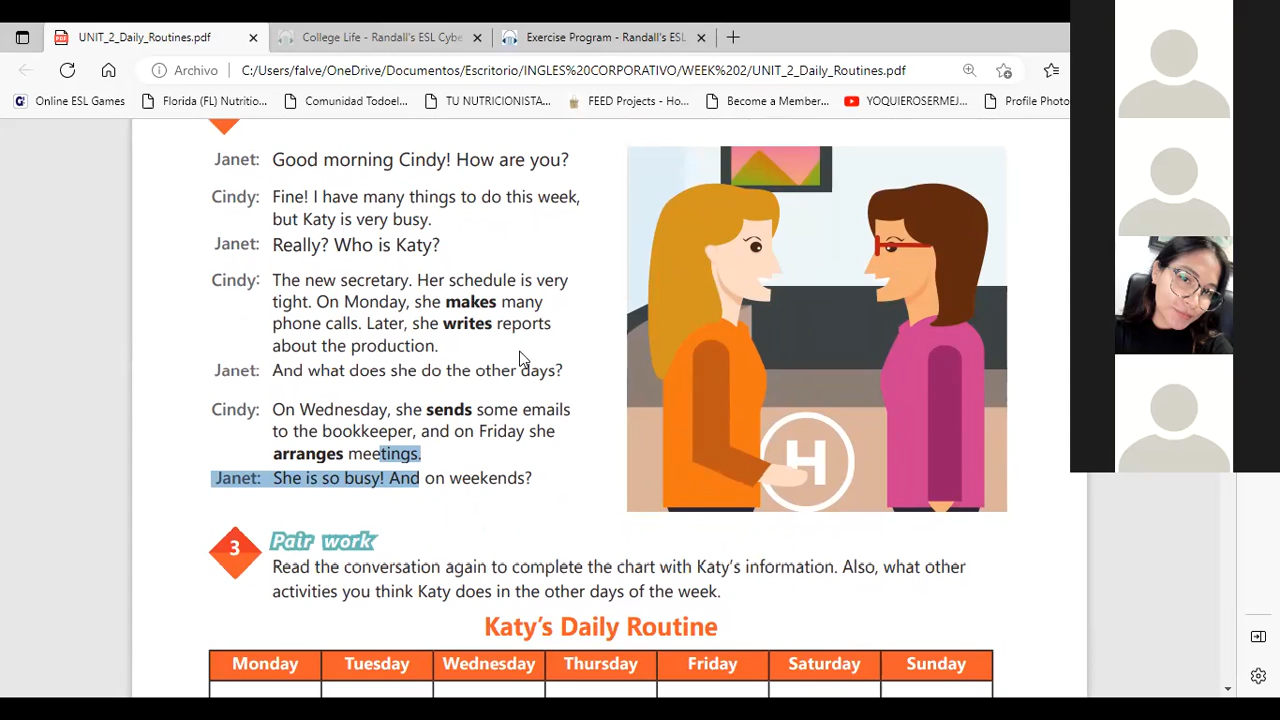 UNIT_2_Daily_Routines.pdf
College Life - Randall's ESL Cybe
Exercise Program - Randall's ESL
Archivo
C:/Users/falve/OneDrive/Documentos/Escritorio/INGLES%20CORPORATIVO/WEEK%202/UNIT_2_Daily_Routines.pdf
Online ESL Games
Florida (FL) Nutritio...
Comunidad Todoel...
TU NUTRICIONISTA...
FEED Projects - Ho...
Become a Member...
YOQUIEROSERMEJ...
Profile Photo
Janet: Good morning Cindy! How are you?
Cindy: Fine! I have many things to do this week,
but Katy is very busy.
Janet: Really? Who is Katy?
Cindy: The new secretary. Her schedule is very
tight. On Monday, she makes many
phone calls. Later, she writes reports
about the production.
Janet: And what does she do the other days?
Cindy: On Wednesday, she sends some emails
to the bookkeeper, and on Friday she
arranges meetings.
Janet: She is so busy! And on weekends?
H
3 Pair work
Read the conversation again to complete the chart with Katy's information. Also, what other
activities you think Katy does in the other days of the week.
Katy's Daily Routine
Monday Tuesday Wednesday Thursday Friday Saturday Sunday